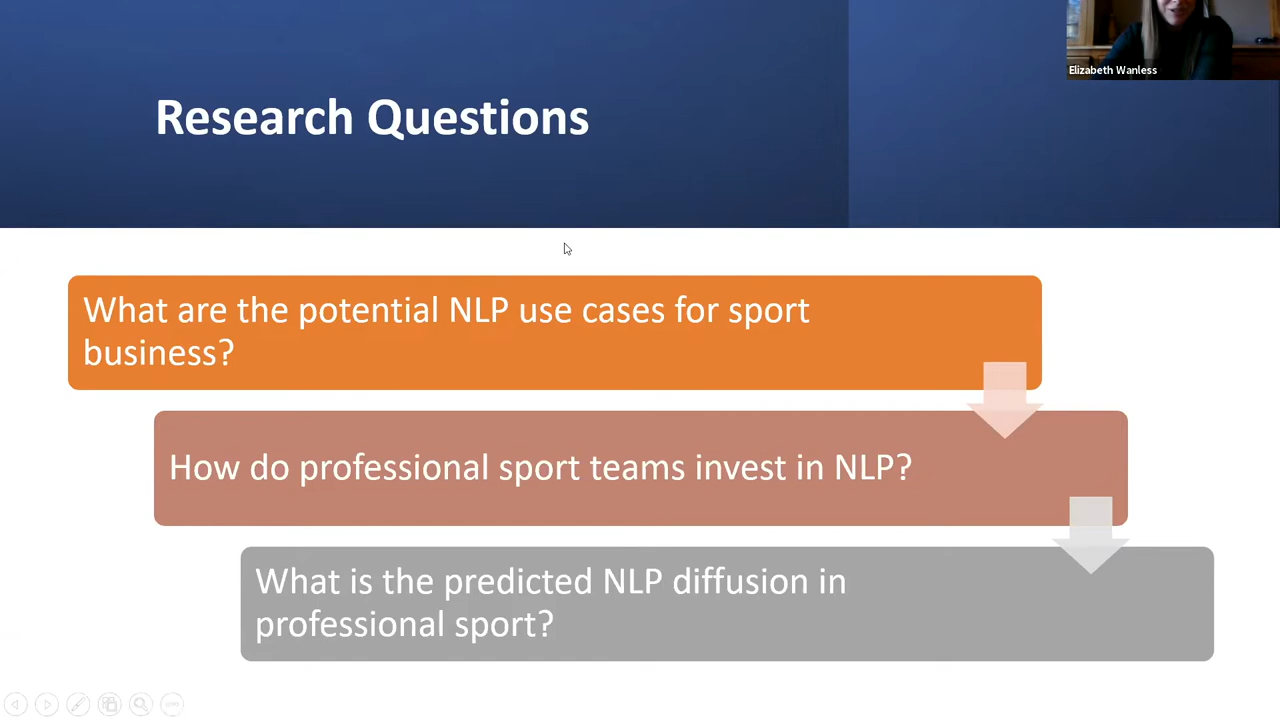 Elizabeth Wanless
Research Questions
What are the potential NLP use cases for sport
business?
How do professional sport teams invest in NLP?
What is the predicted NLP diffusion in
professional sport?